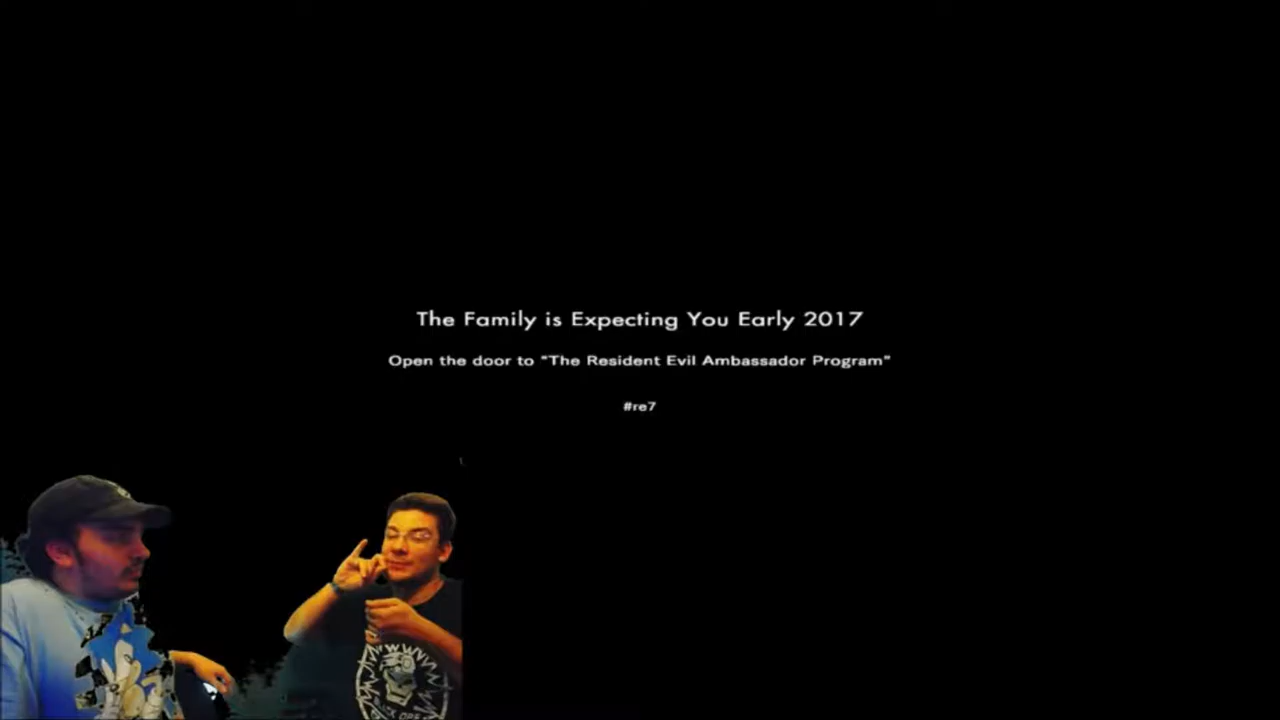 The Family is Expecting You Early 2017
Open the door to "The Resident Evil Ambassador Program"
#re7